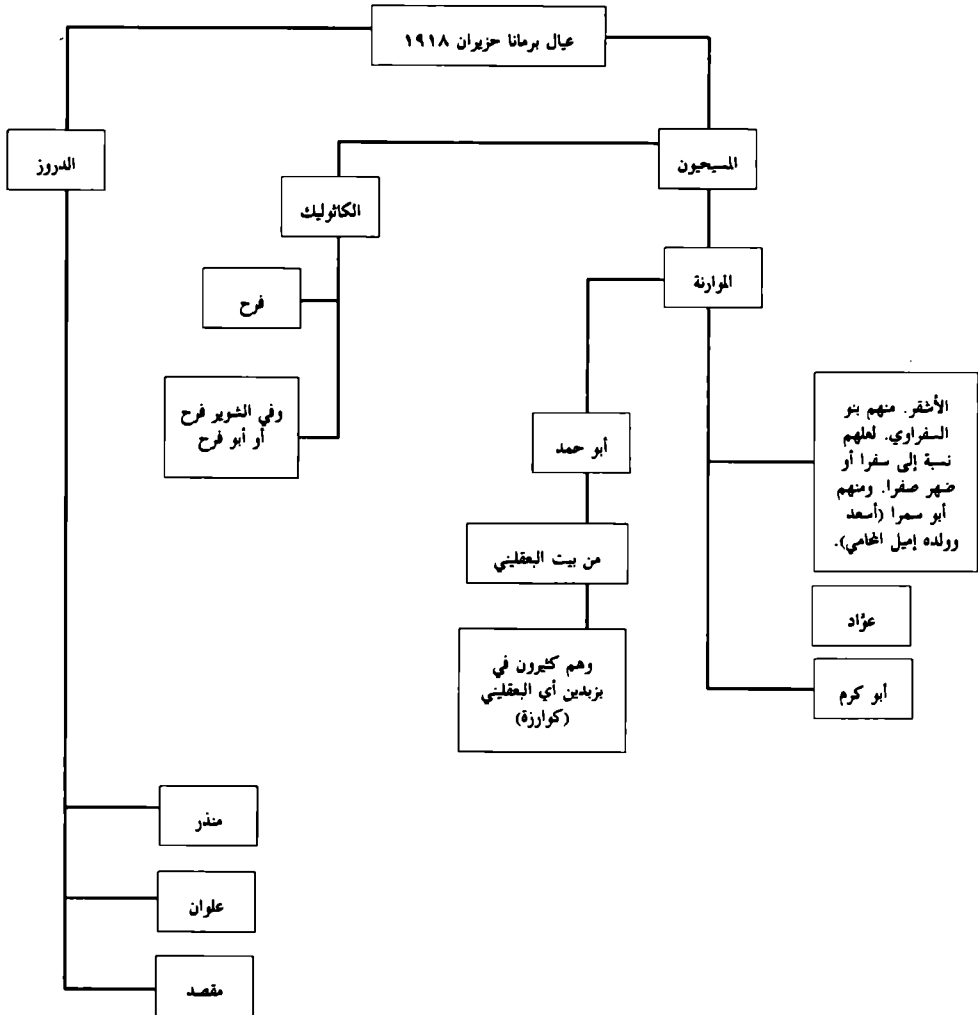 عيال برمانا حزيران ١٩١٨
المسيحيون
الدروز
الكاثوليك
الموارنة
فرح
وفي الشوير فرح
أو أبو فرح
الأشقر. منهم بنو
السفراوي. لعلهم
نسبة إلى سفرا أو
ضهر صفرا. ومنهم
أبو سمرا (أسعد
وولده إميل المحامي).
أبو حمد
من بيت البعقليني
عوّاد
وهم كثيرون في
بزبدين أي البعقليني
(كوارزة)
أبو كرم
منذر
علوان
مقصد